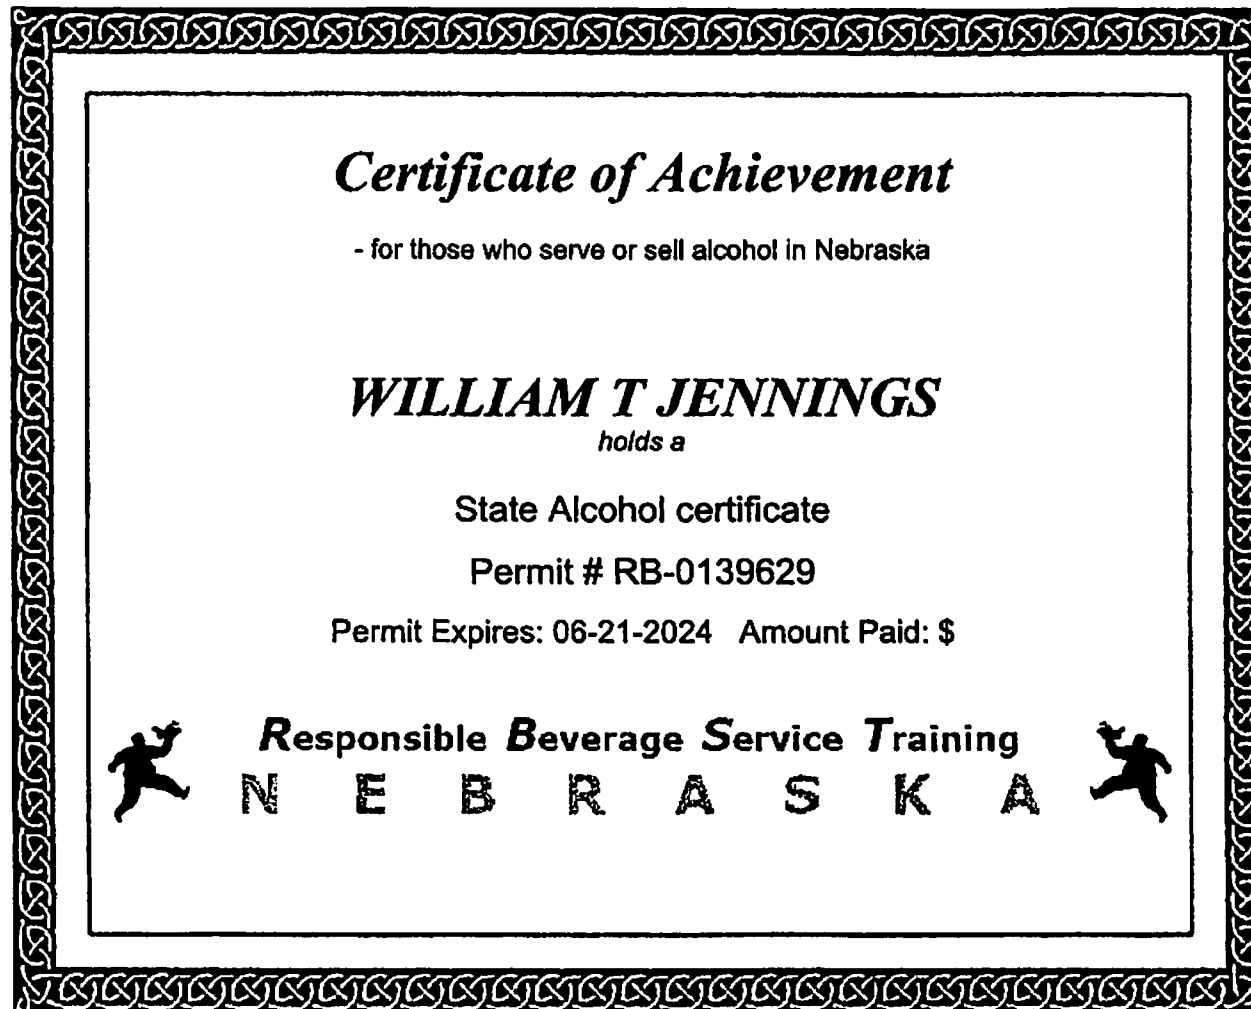 Certificate of Achievement
- for those who serve or sell alcohol in Nebraska
WILLIAM T JENNINGS
holds a
State Alcohol certificate
Permit # RB-0139629
Permit Expires: 06-21-2024 Amount Paid: $
Responsible Beverage Service Training
N E B R A S K A